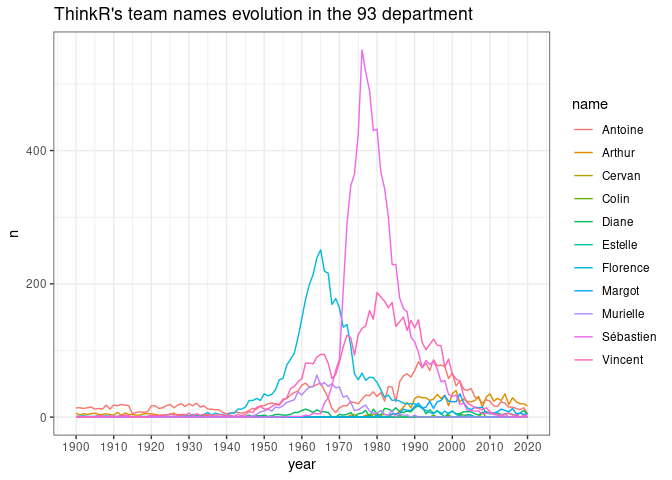 ThinkR's team names evolution in the 93 department
n
400
200
0
1900 1910 1920 1930 1940 1950 1960 1970 1980 1990 2000 2010 2020
year
name
Antoine
Arthur
Cervan
Colin
Diane
Estelle
Florence
Margot
Murielle
Sébastien
Vincent